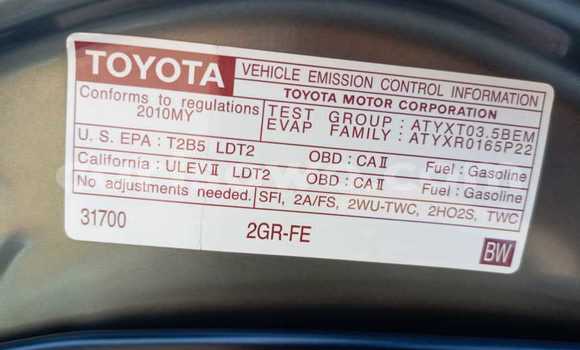 TOYOTA VEHICLE EMISSION CONTROL INFORMATION
TOYOTA MOTOR CORPORATION
Conforms to regulations
2010MY
TEST GROUP : ATYXT03.5BEM
EVAP FAMILY : ATYXR0165P22
U. S. EPA : T2B5 LDT2 OBD : CAⅡ Fuel : Gasoline
California : ULEVⅡ LDT2 OBD : CAⅡ Fuel : Gasoline
No adjustments needed. SFI, 2A/FS, 2WU-TWC, 2HO2S, TWC
31700 2GR-FE BW